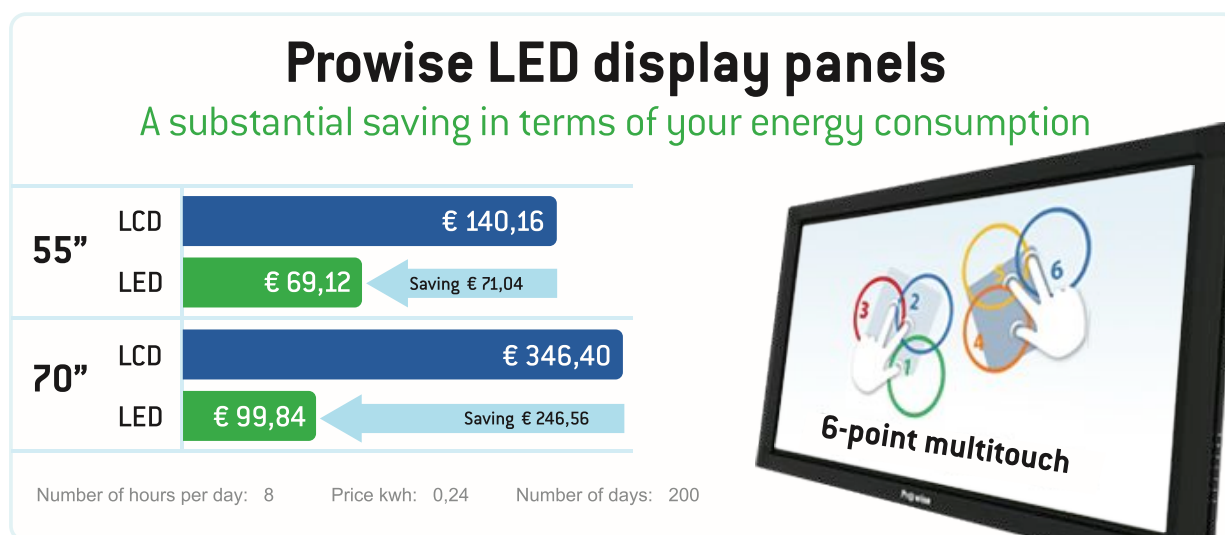 Prowise LED display panels
A substantial saving in terms of your energy consumption
55”
LCD
€ 140,16
LED
€ 69,12
Saving € 71,04
70”
LCD
€ 346,40
LED
€ 99,84
Saving € 246,56
Number of hours per day: 8 Price kwh: 0,24 Number of days: 200
3
2
1
5
6
4
6-point multitouch
Prowise